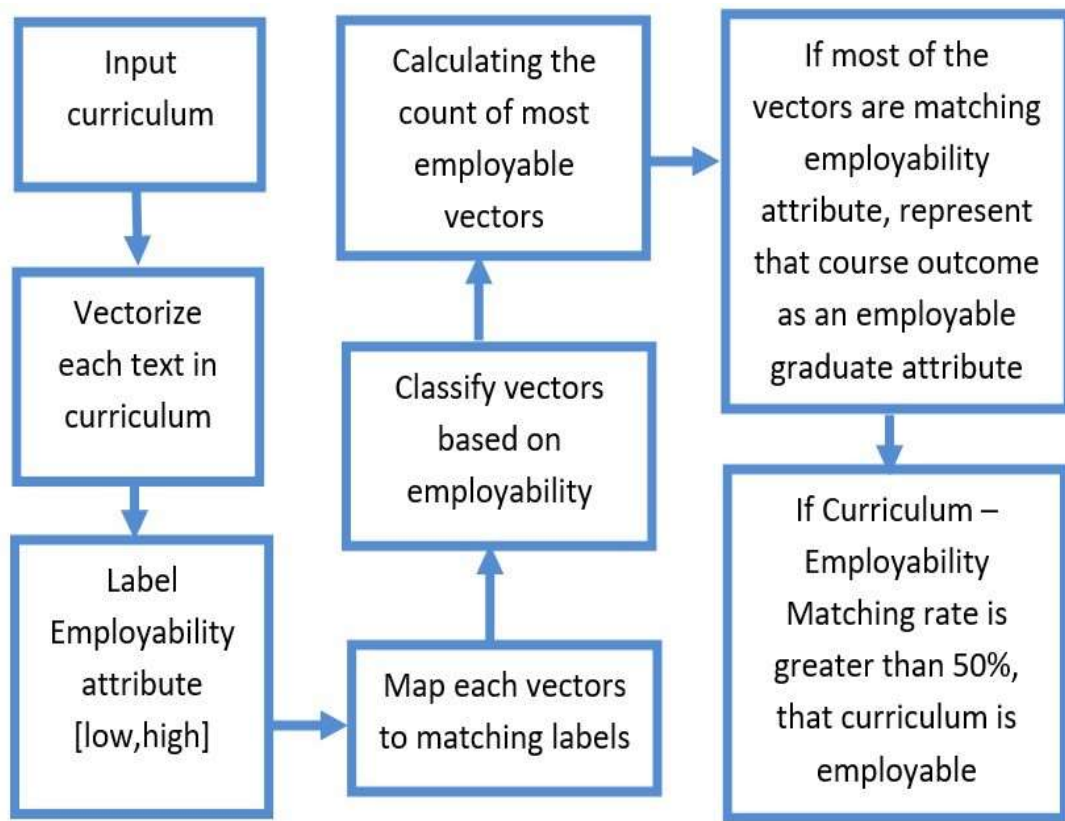 Input
curriculum
Vectorize
each text in
curriculum
Label
Employability
attribute
[low,high]
Map each vectors
to matching labels
Classify vectors
based on
employability
Calculating the
count of most
employable
vectors
If most of the
vectors are matching
employability
attribute, represent
that course outcome
as an employable
graduate attribute
If Curriculum –
Employability
Matching rate is
greater than 50%,
that curriculum is
employable